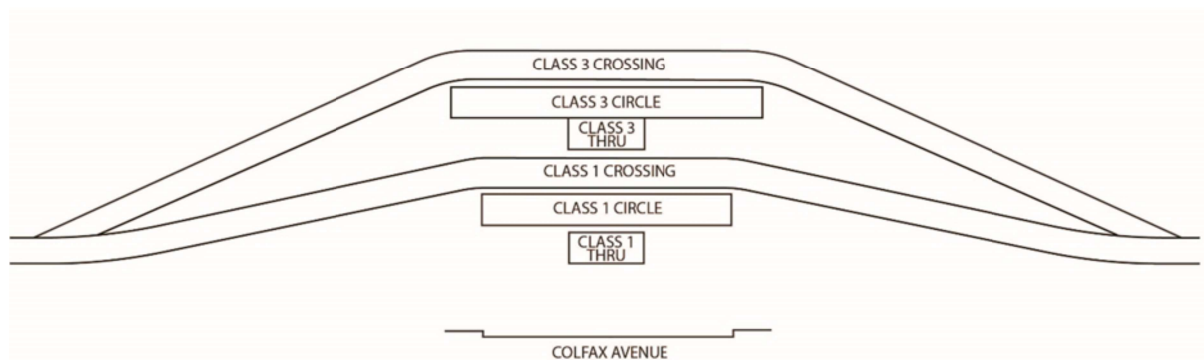 CLASS 3 CROSSING
CLASS 3 CIRCLE
CLASS 3
THRU
CLASS 1 CROSSING
CLASS 1 CIRCLE
CLASS 1
THRU
COLFAX AVENUE